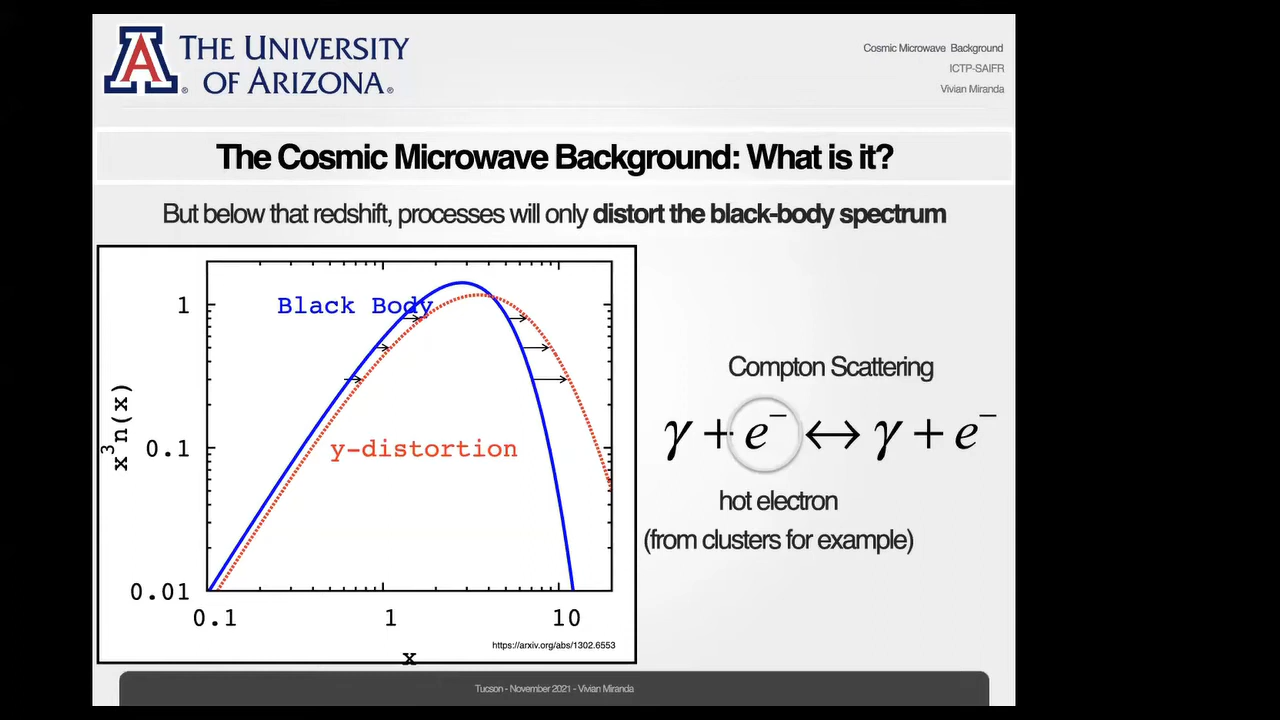 THE UNIVERSITY
OF ARIZONA
Cosmic Microwave Background
ICTP-SAIFR
Vivian Miranda
The Cosmic Microwave Background: What is it?
But below that redshift, processes will only distort the black-body spectrum
Black Body
y-distortion
1
0.1
0.01
x³n(x)
0.1 1 10
x
https://arxiv.org/abs/1302.6553
Compton Scattering
γ + e⁻ ↔ γ + e⁻
hot electron
(from clusters for example)
Tucson - November 2021 - Vivian Miranda